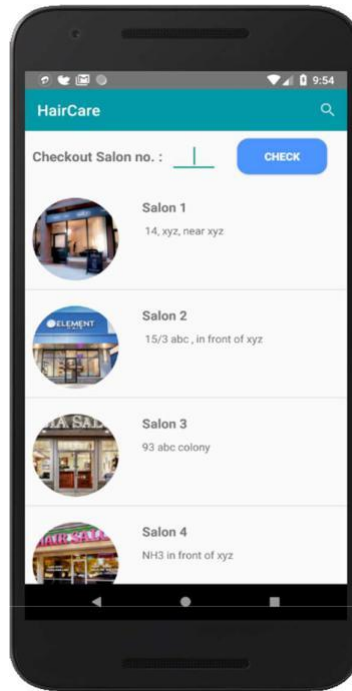 9:54
HairCare
Checkout Salon no. :
CHECK
Salon 1
14, xyz, near xyz
ELEMENT
Salon 2
15/3 abc , in front of xyz
Salon 3
93 abc colony
HAIR SALON
Salon 4
NH3 in front of xyz